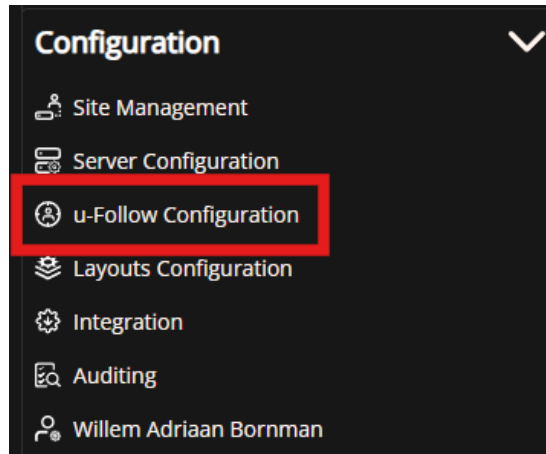 Configuration
Site Management
Server Configuration
u-Follow Configuration
Layouts Configuration
Integration
Auditing
Willem Adriaan Bornman